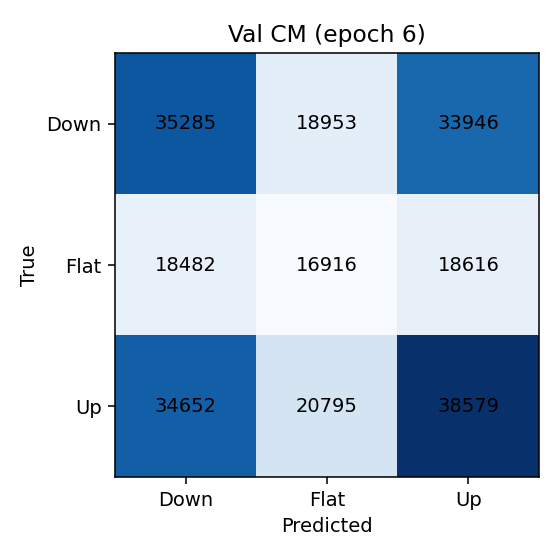 Val CM (epoch 6)
Down 35285 18953 33946
True
Flat 18482 16916 18616
Up 34652 20795 38579
Down Flat Up
Predicted